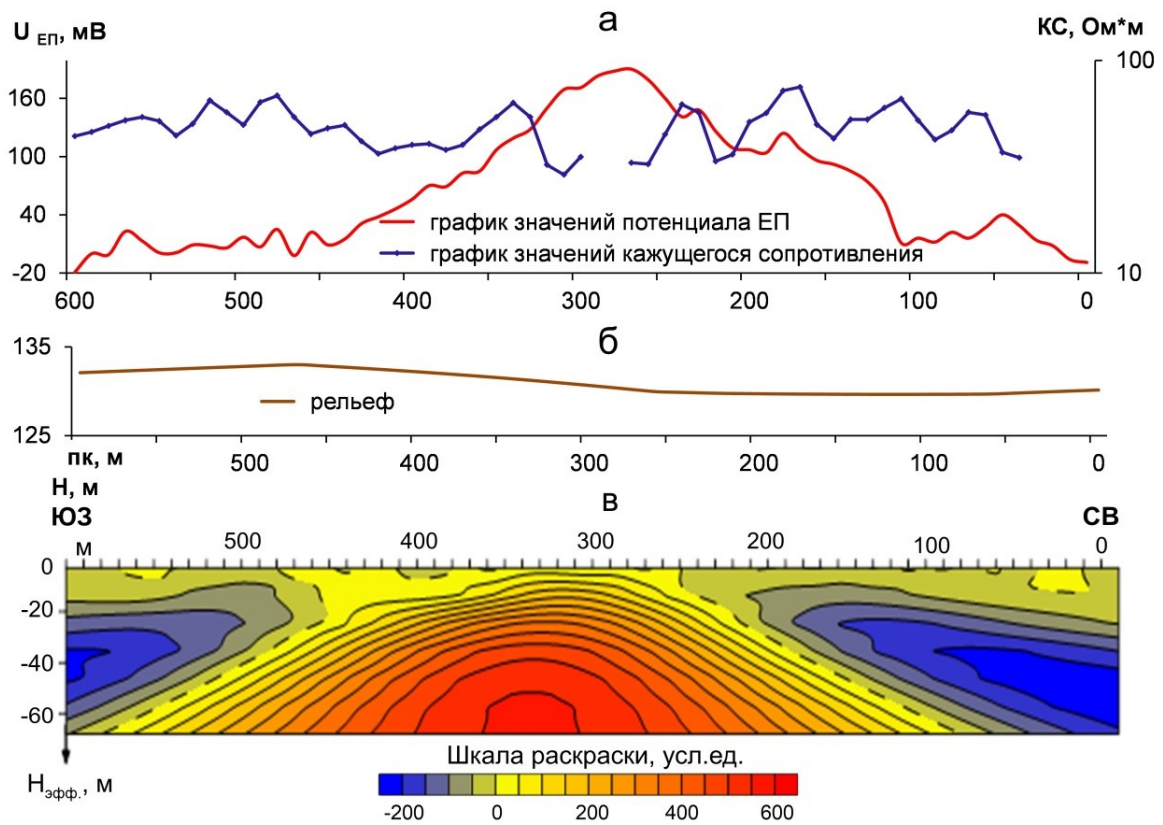 а
U ЕП, мВ
КС, Ом*м
160
100
40
-20
100
10
график значений потенциала ЕП
график значений кажущегося сопротивления
600 500 400 300 200 100 0
б
135
125
рельеф
пк, м 500 400 300 200 100 0
Н, м
в
ЮЗ
СВ
м 500 400 300 200 100 0
0
-20
-40
-60
Нэфф., м
Шкала раскраски, усл.ед.
-200 0 200 400 600